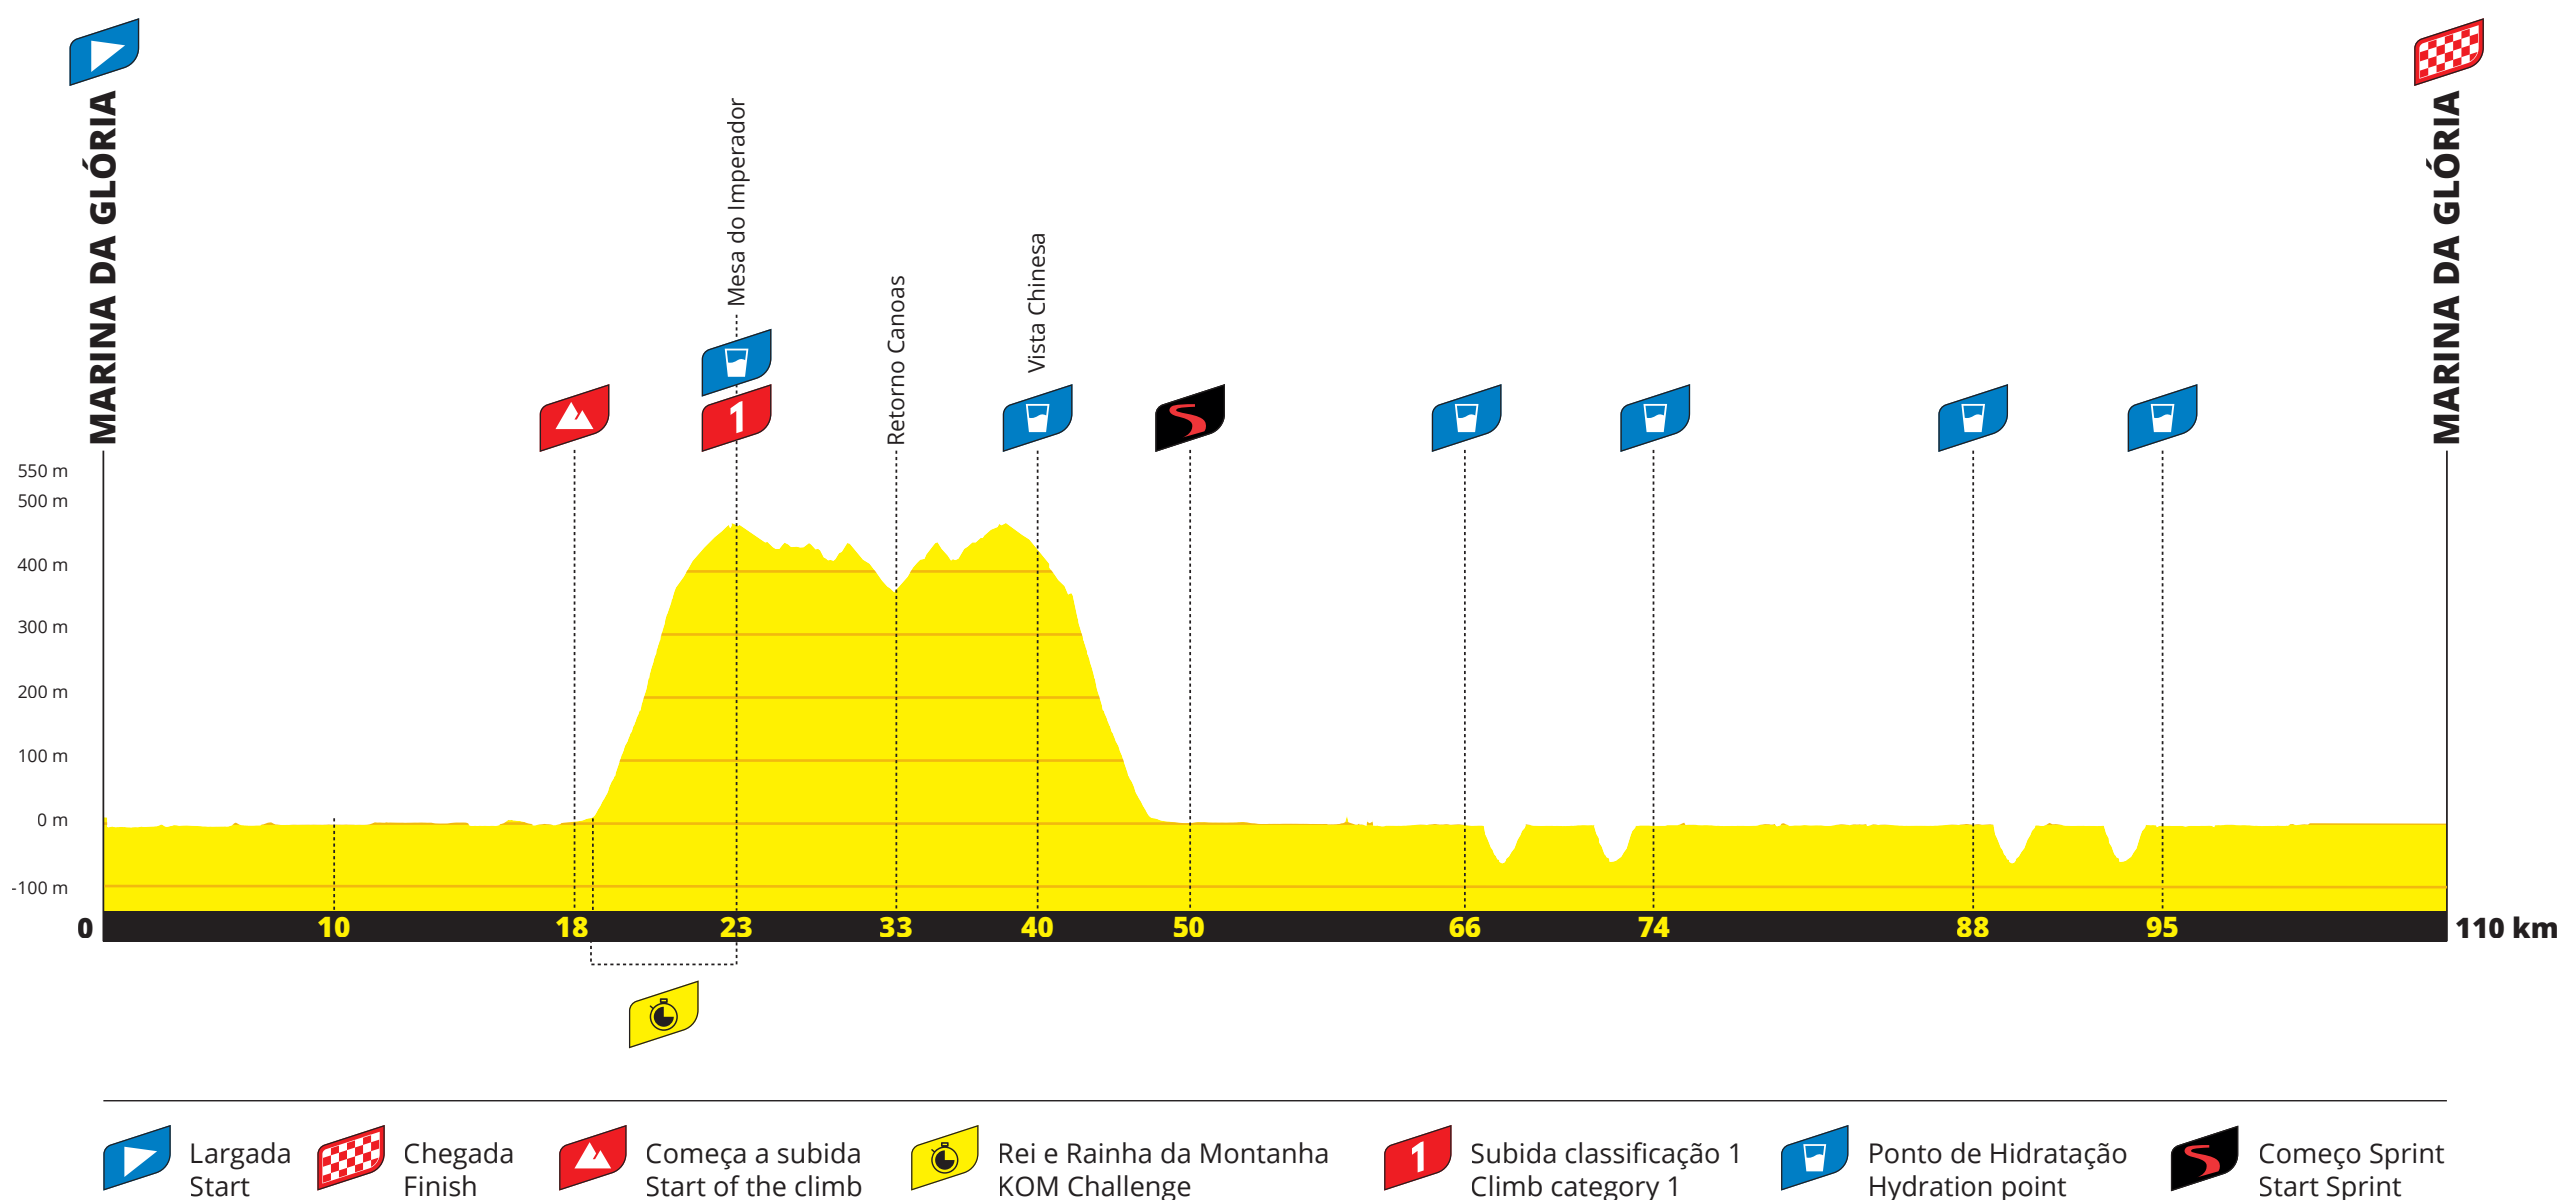 MARINA DA GLÓRIA
Mesa do Imperador
Retorno Canoas
Vista Chinesa
MARINA DA GLÓRIA
1
550 m
500 m
400 m
300 m
200 m
100 m
0 m
-100 m
0 10 18 23 33 40 50 66 74 88 95 110 km
Largada
Start
Chegada
Finish
Começa a subida
Start of the climb
Rei e Rainha da Montanha
KOM Challenge
1
Subida classificação 1
Climb category 1
Ponto de Hidratação
Hydration point
Começo Sprint
Start Sprint